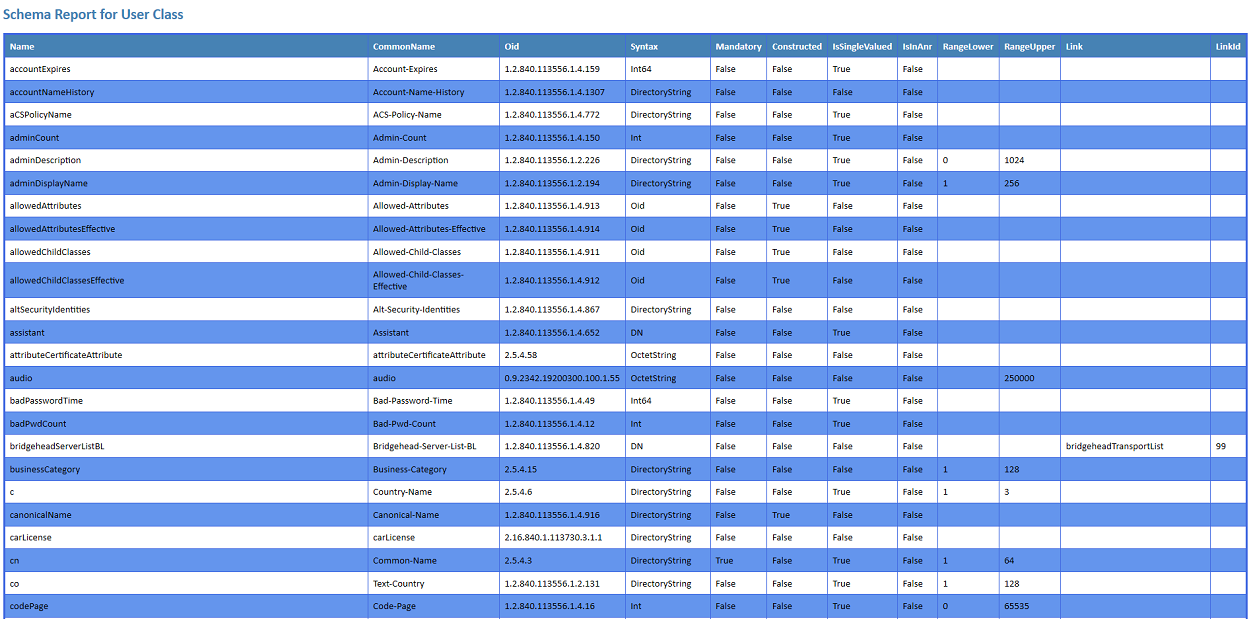 Schema Report for User Class
Name CommonName Oid Syntax Mandatory Constructed IsSingleValued IsInAnr RangeLower RangeUpper Link LinkId
accountExpires Account-Expires 1.2.840.113556.1.4.159 Int64 False False True False
accountNameHistory Account-Name-History 1.2.840.113556.1.4.1307 DirectoryString False False False False
aCSPolicyName ACS-Policy-Name 1.2.840.113556.1.4.772 DirectoryString False False True False
adminCount Admin-Count 1.2.840.113556.1.4.150 Int False False True False
adminDescription Admin-Description 1.2.840.113556.1.2.226 DirectoryString False False True False 0 1024
adminDisplayName Admin-Display-Name 1.2.840.113556.1.2.194 DirectoryString False False True False 1 256
allowedAttributes Allowed-Attributes 1.2.840.113556.1.4.913 Oid False True False False
allowedAttributesEffective Allowed-Attributes-Effective 1.2.840.113556.1.4.914 Oid False True False False
allowedChildClasses Allowed-Child-Classes 1.2.840.113556.1.4.911 Oid False True False False
allowedChildClassesEffective Allowed-Child-Classes-
Effective 1.2.840.113556.1.4.912 Oid False True False False
altSecurityIdentities Alt-Security-Identities 1.2.840.113556.1.4.867 DirectoryString False False False False
assistant Assistant 1.2.840.113556.1.4.652 DN False False True False
attributeCertificateAttribute attributeCertificateAttribute 2.5.4.58 OctetString False False False False
audio audio 0.9.2342.19200300.100.1.55 OctetString False False False False 250000
badPasswordTime Bad-Password-Time 1.2.840.113556.1.4.49 Int64 False False True False
badPwdCount Bad-Pwd-Count 1.2.840.113556.1.4.12 Int False False True False
bridgeheadServerListBL Bridgehead-Server-List-BL 1.2.840.113556.1.4.820 DN False False False False bridgeheadTransportList 99
businessCategory Business-Category 2.5.4.15 DirectoryString False False False False 1 128
c Country-Name 2.5.4.6 DirectoryString False False True False 1 3
canonicalName Canonical-Name 1.2.840.113556.1.4.916 DirectoryString False True False False
carLicense carLicense 2.16.840.1.113730.3.1.1 DirectoryString False False False False
cn Common-Name 2.5.4.3 DirectoryString True False True False 1 64
co Text-Country 1.2.840.113556.1.2.131 DirectoryString False False True False 1 128
codePage Code-Page 1.2.840.113556.1.4.16 Int False False True False 0 65535